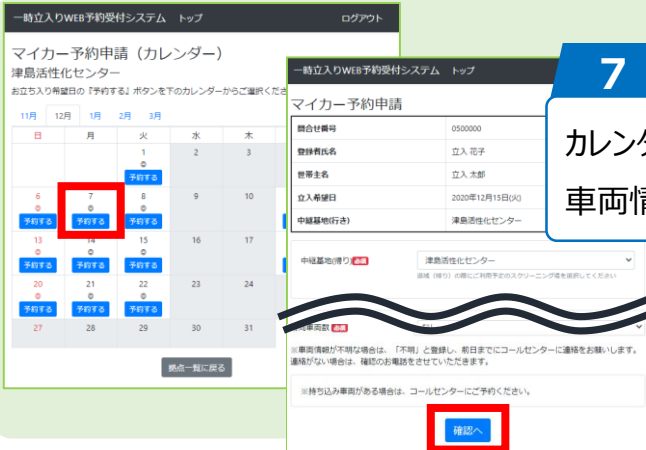 一時立入りWEB予約受付システム トップ ログアウト
マイカー予約申請（カレンダー）
津島活性化センター
お立ち入り希望日の『予約する』ボタンを下のカレンダーからご選択くださ
11月 12月 1月 2月 3月
日 月 火 水 木
1 2 3
◎
予約する
6 7 8 9 10
◎ ◎ ◎
予約する 予約する 予約する
13 14 15 16 17
◎ ◎ ◎
予約する 予約する 予約する
20 21 22 23 24
◎ ◎ ◎
予約する 予約する 予約する
27 28 29 30 31
拠点一覧に戻る
一時立入りWEB予約受付システム トップ
マイカー予約申請
問合せ番号 0500000
登録者氏名 立入 花子
世帯主名 立入 太郎
立入希望日 2020年12月15日(火)
中継基地(行き) 津島活性化センター
中継基地(帰り) 必須 津島活性化センター
退域（帰り）の際にご利用予定のスクリーニング場を選択してください
車両数 必須
※車両情報が不明な場合は、「不明」と登録し、前日までにコールセンターに連絡をお願いします。
連絡がない場合は、確認のお電話をさせていただきます。
※持ち込み車両がある場合は、コールセンターにご予約ください。
確認へ
7
カレンダ
車両情